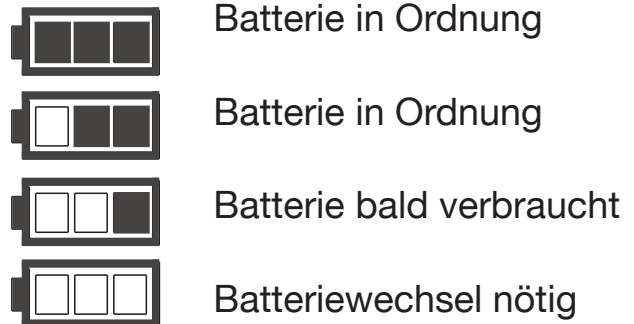 Batterie in Ordnung
Batterie in Ordnung
Batterie bald verbraucht
Batteriewechsel nötig